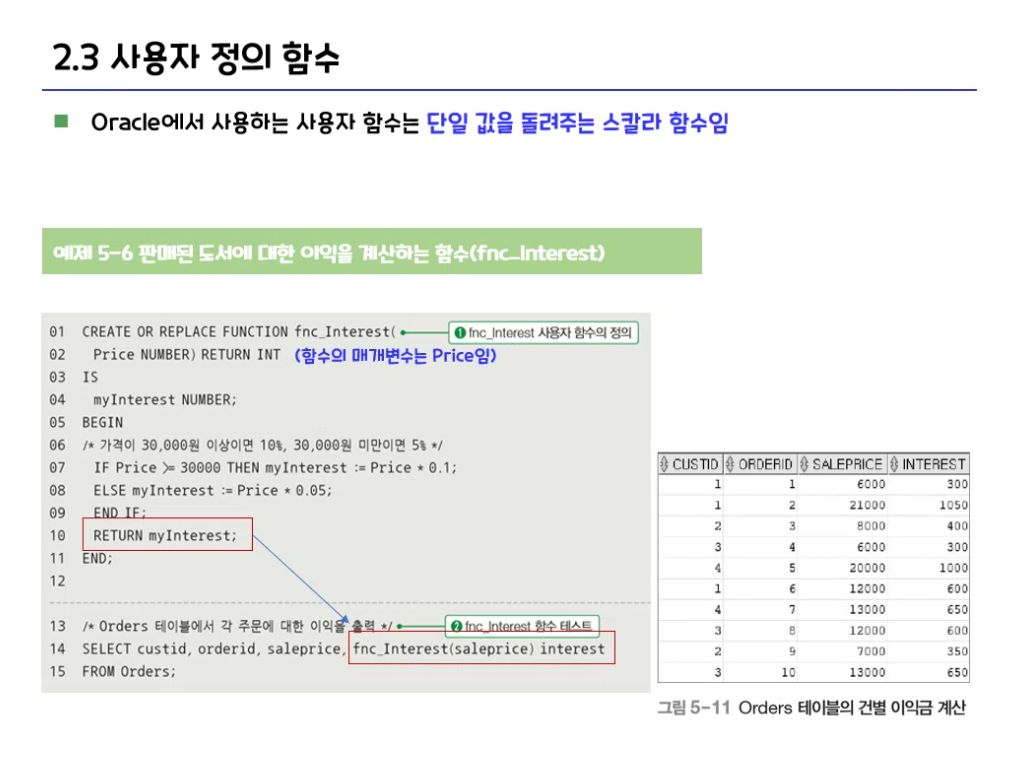 2.3 사용자 정의 함수
Oracle에서 사용하는 사용자 함수는 단일 값을 돌려주는 스칼라 함수임
예제 5-6 판매된 도서에 대한 이익을 계산하는 함수(fnc_Interest)
01 CREATE OR REPLACE FUNCTION fnc_Interest( ❶ fnc_Interest 사용자 함수의 정의
02 Price NUMBER) RETURN INT (함수의 매개변수는 Price임)
03 IS
04 myInterest NUMBER;
05 BEGIN
06 /* 가격이 30,000원 이상이면 10%, 30,000원 미만이면 5% */
07 IF Price >= 30000 THEN myInterest := Price * 0.1;
08 ELSE myInterest := Price * 0.05;
09 END IF;
10 RETURN myInterest;
11 END;
12
13 /* Orders 테이블에서 각 주문에 대한 이익을 출력 */ ❷ fnc_Interest 함수 테스트
14 SELECT custid, orderid, saleprice, fnc_Interest(saleprice) interest
15 FROM Orders;
CUSTID ORDERID SALEPRICE INTEREST
1 1 6000 300
1 2 21000 1050
2 3 8000 400
3 4 6000 300
4 5 20000 1000
1 6 12000 600
4 7 13000 650
3 8 12000 600
2 9 7000 350
3 10 13000 650
그림 5-11 Orders 테이블의 건별 이익금 계산